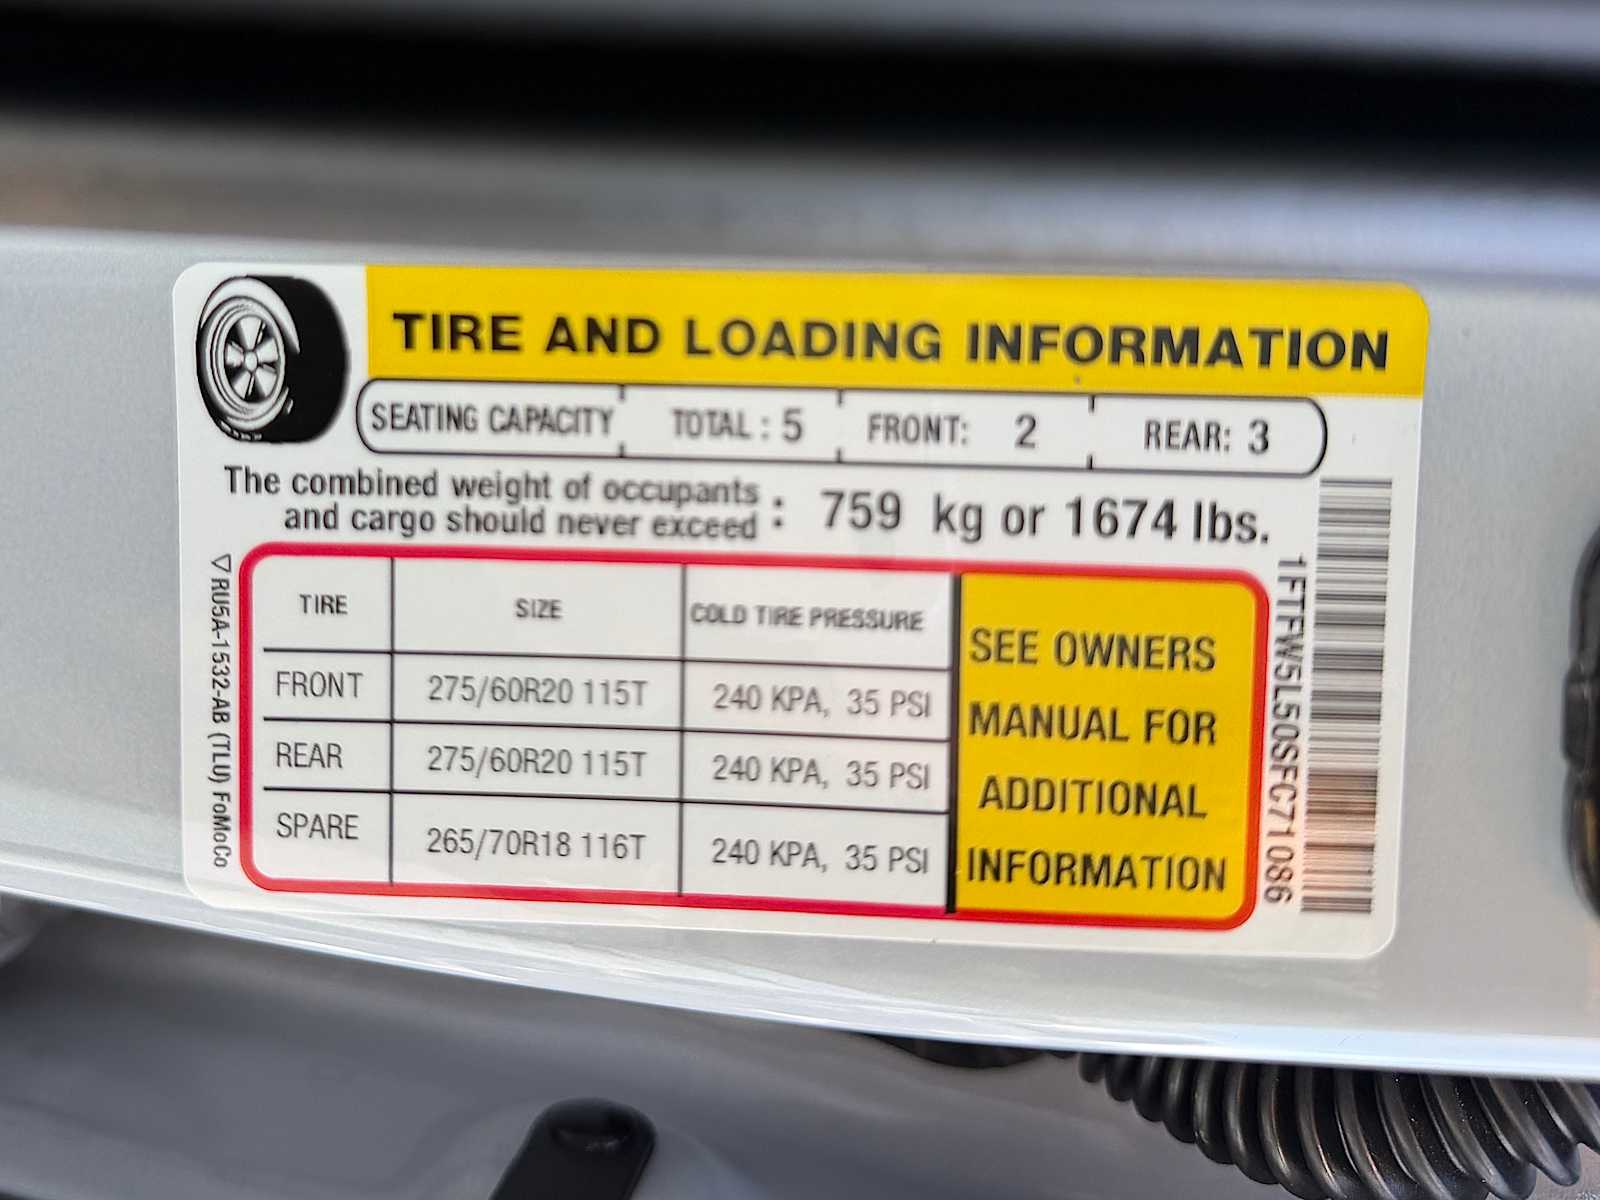 TIRE AND LOADING INFORMATION
SEATING CAPACITY TOTAL : 5 FRONT: 2 REAR: 3
The combined weight of occupants
and cargo should never exceed : 759 kg or 1674 lbs.
TIRE SIZE COLD TIRE PRESSURE
FRONT 275/60R20 115T 240 KPA, 35 PSI
REAR 275/60R20 115T 240 KPA, 35 PSI
SPARE 265/70R18 116T 240 KPA, 35 PSI
SEE OWNERS
MANUAL FOR
ADDITIONAL
INFORMATION
RU5A-1532-AB (TLU) FoMoCo
1FTFW5L50SFC71086